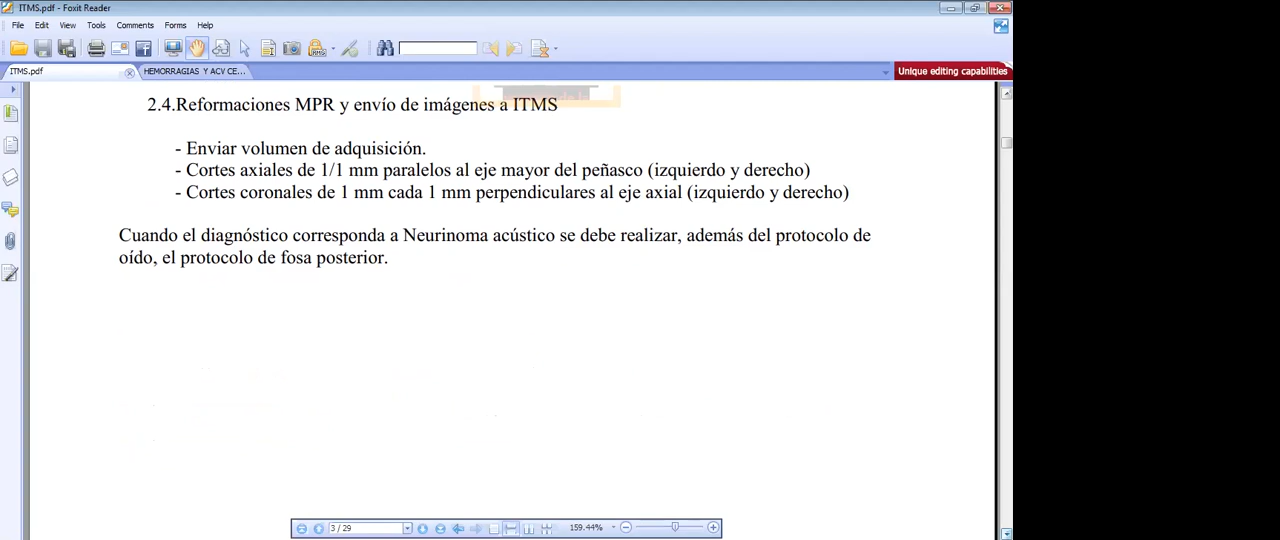 ITMS.pdf - Foxit Reader
File Edit View Tools Comments Forms Help
ITMS.pdf
HEMORRAGIAS Y ACV CE...
Unique editing capabilities
2.4.Reformaciones MPR y envío de imágenes a ITMS
- Enviar volumen de adquisición.
- Cortes axiales de 1/1 mm paralelos al eje mayor del peñasco (izquierdo y derecho)
- Cortes coronales de 1 mm cada 1 mm perpendiculares al eje axial (izquierdo y derecho)
Cuando el diagnóstico corresponda a Neurinoma acústico se debe realizar, además del protocolo de
oído, el protocolo de fosa posterior.
3 / 29
159.44%